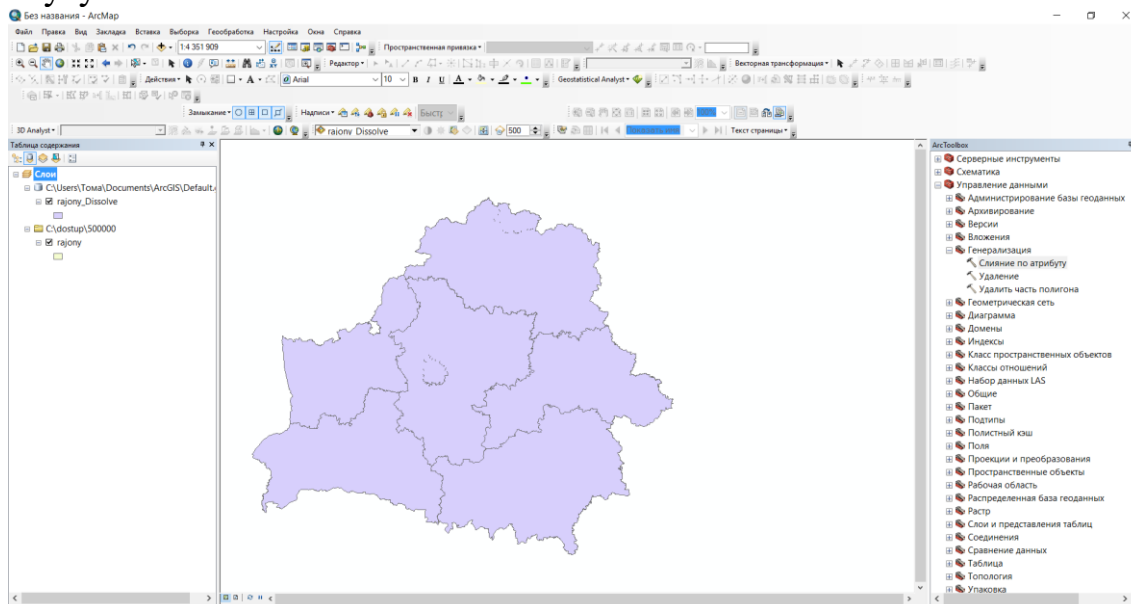 Без названия - ArcMap
Файл Правка Вид Закладка Вставка Выборка Геообработка Настройка Окна Справка
1:4 351 909 Пространственная привязка
Редактор Векторная трансформация
Действия Arial 10 Geostatistical Analyst
Замыкание Надписи Быстр
3D Analyst rajony Dissolve 500 Текст страницы
Таблица содержания
Слои
C:\Users\Тома\Documents\ArcGIS\Default.
rajony_Dissolve
C:\dostup\500000
rajony
ArcToolbox
Серверные инструменты
Схематика
Управление данными
Администрирование базы геоданных
Архивирование
Версии
Вложения
Генерализация
Слияние по атрибуту
Удаление
Удалить часть полигона
Геометрическая сеть
Диаграмма
Домены
Индексы
Класс пространственных объектов
Классы отношений
Набор данных LAS
Общие
Пакет
Подтипы
Полистный кэш
Поля
Проекции и преобразования
Пространственные объекты
Рабочая область
Распределенная база геоданных
Растр
Слои и представления таблиц
Соединения
Сравнение данных
Таблица
Топология
Упаковка